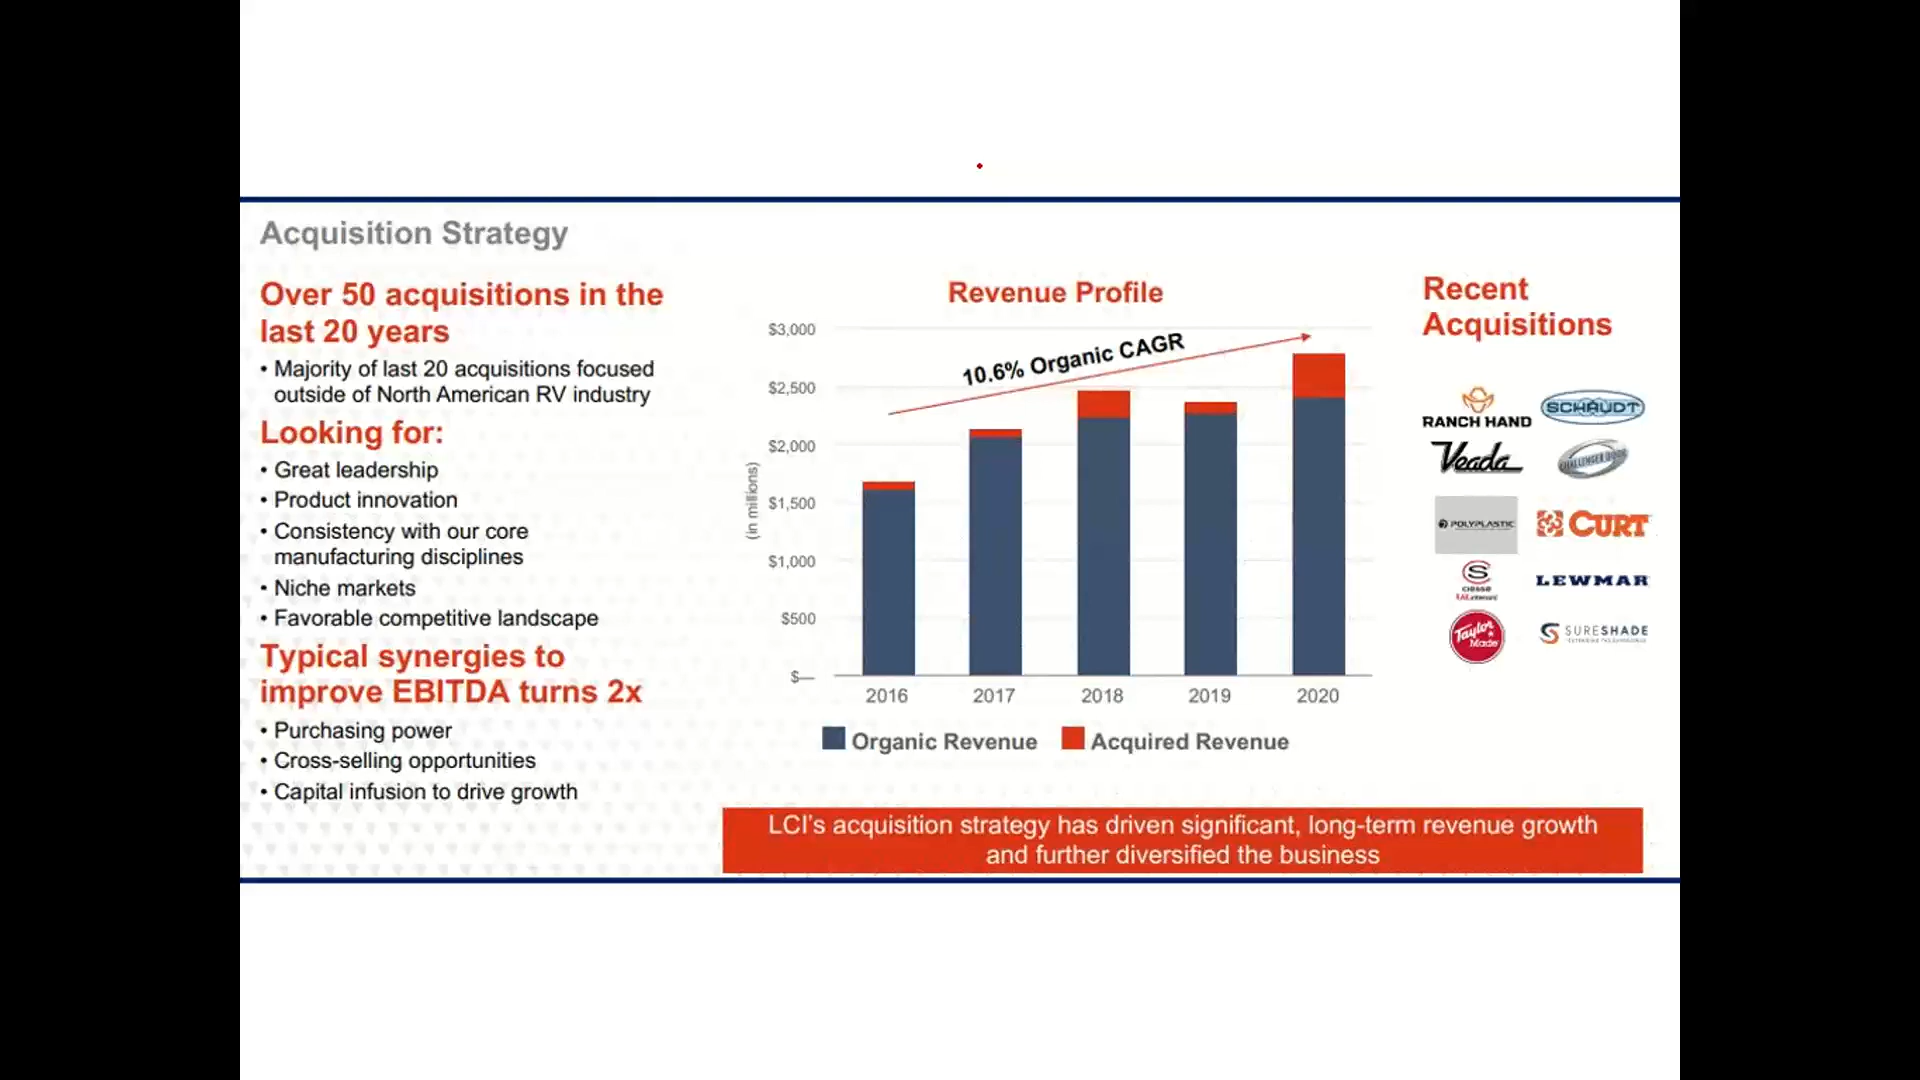 Acquisition Strategy
Over 50 acquisitions in the
last 20 years
• Majority of last 20 acquisitions focused
outside of North American RV industry
Looking for:
• Great leadership
• Product innovation
• Consistency with our core
manufacturing disciplines
• Niche markets
• Favorable competitive landscape
Typical synergies to
improve EBITDA turns 2x
• Purchasing power
• Cross-selling opportunities
• Capital infusion to drive growth
Revenue Profile
10.6% Organic CAGR
(in millions)
$3,000
$2,500
$2,000
$1,500
$1,000
$500
$—
2016 2017 2018 2019 2020
Organic Revenue Acquired Revenue
Recent
Acquisitions
RANCH HAND SCHAUDT
Veada CHALLENGER DOOR
POLYPLASTIC CURT
LEWMAR
Taylor
Made
SURESHADE
LCI's acquisition strategy has driven significant, long-term revenue growth
and further diversified the business